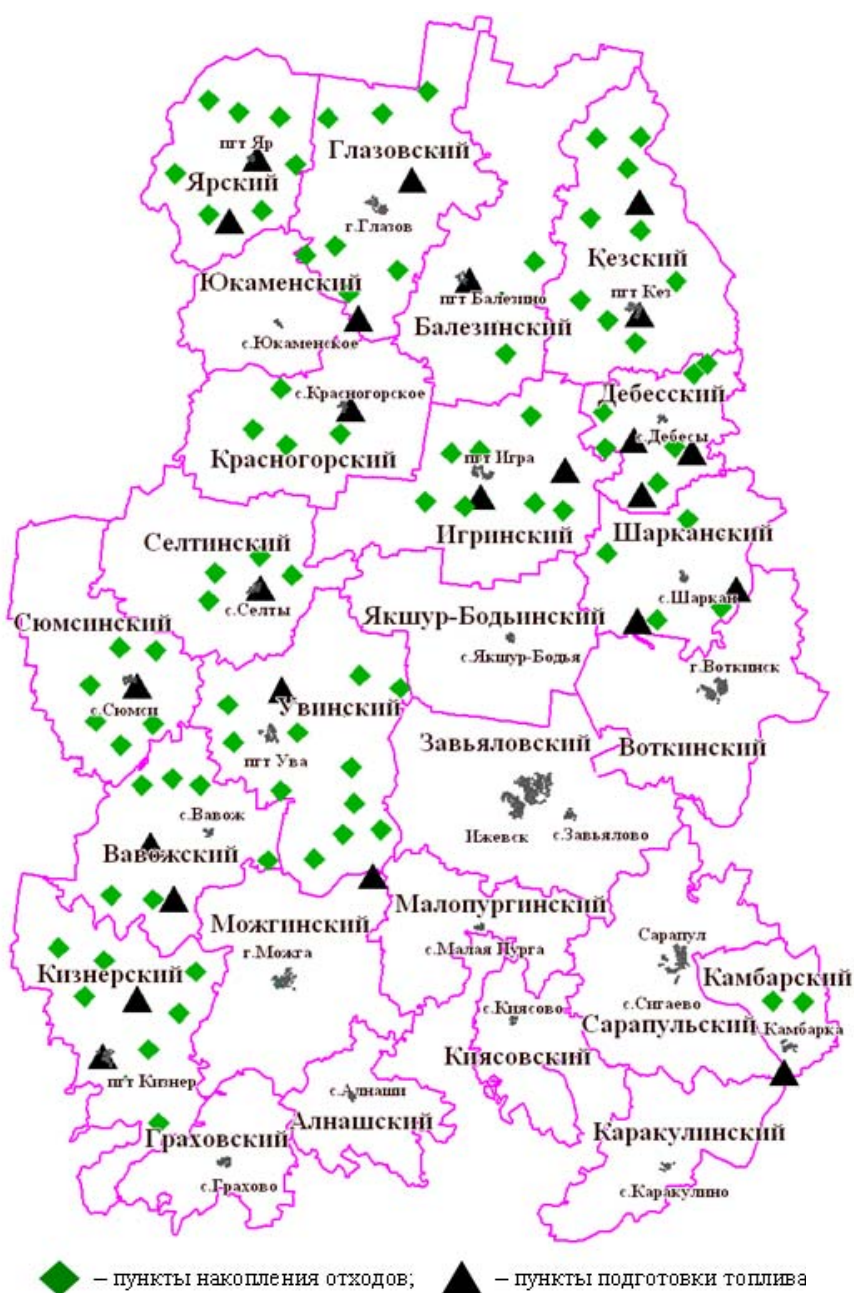 пгт Яр
Глазовский
Ярский
г.Глазов
Кезский
Юкаменский
пгт Балезино
пгт Кез
Балезинский
с.Юкаменское
с.Красногорское
Дебесский
с.Дебесы
Красногорский
пгт Игра
Игринский
Шарканский
Селтинский
с.Шаркан
с.Селты
Якшур-Бодьинский
Сюмсинский
с.Якшур-Бодья
г.Воткинск
с.Сюмси
Увинский
пгт Ува
Завьяловский
Воткинский
с.Вавож
Ижевск
с.Завьялово
Вавожский
Можгинский
Малопургинский
г.Можга
с.Малая Пурга
Сарапул
Кизнерский
Камбарский
с.Киясово
с.Сигаево
Сарапульский
г.Камбарка
Киясовский
пгт Кизнер
с.Алнаши
Алнашский
Граховский
Каракулинский
с.Грахово
с.Каракулино
– пункты накопления отходов; – пункты подготовки топлива